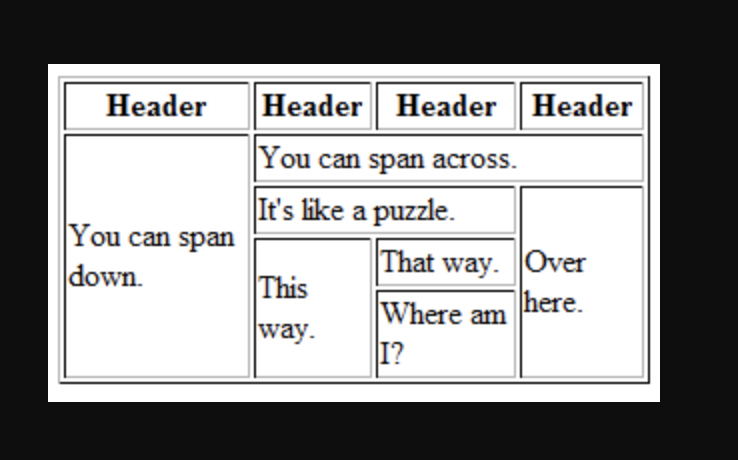 Header Header Header Header
You can span across.
It's like a puzzle.
You can span
down.
This
way.
That way.
Where am
I?
Over
here.